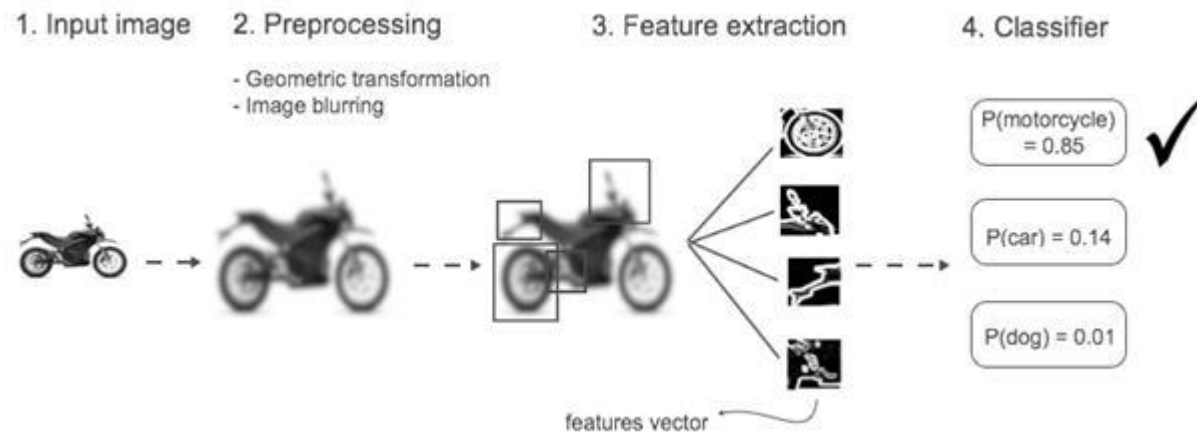 1. Input image
2. Preprocessing
- Geometric transformation
- Image blurring
3. Feature extraction
features vector
4. Classifier
P(motorcycle)
= 0.85
P(car) = 0.14
P(dog) = 0.01